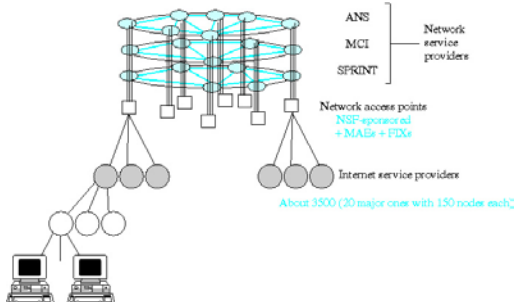 ANS
MCI
SPRINT
Network
service
providers
Network access points
NSF-sponsored
+ MAEs + FIXs
Internet service providers
About 3500 (20 major ones with 150 nodes each)